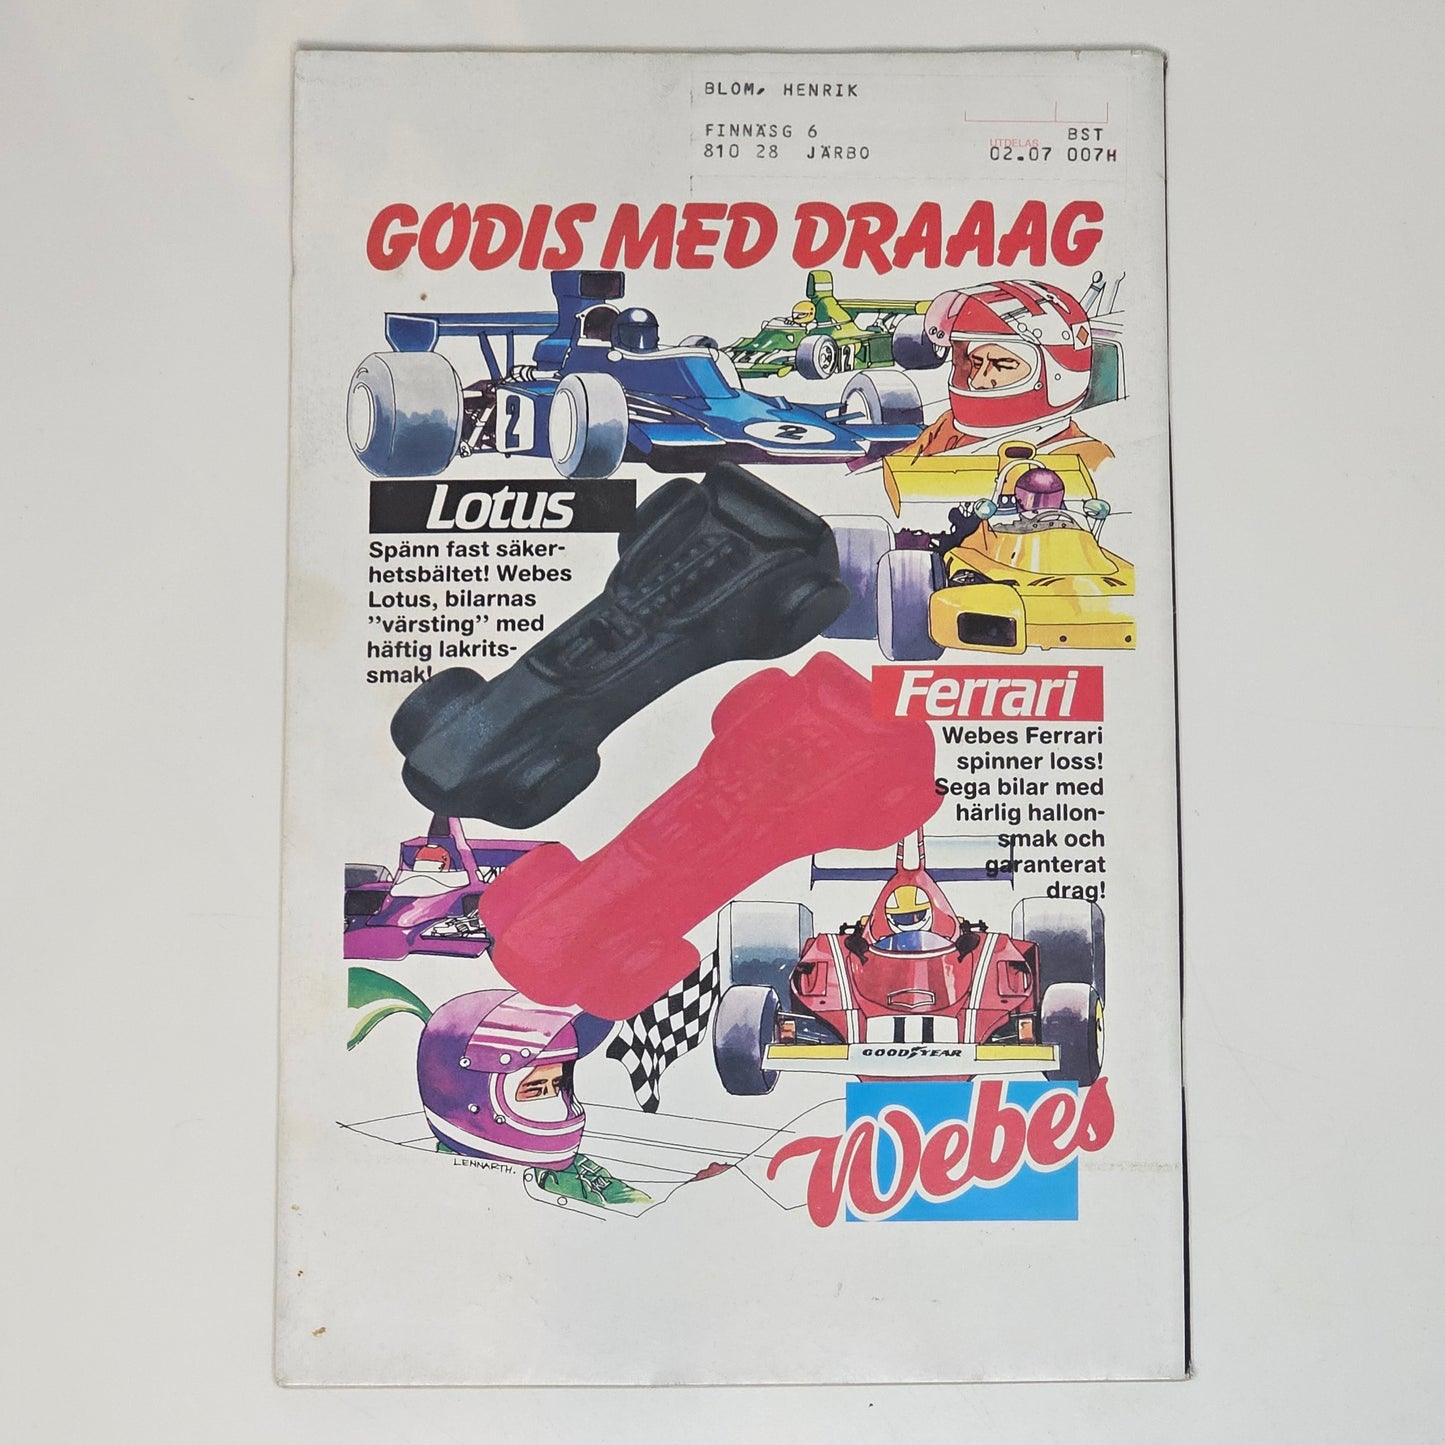 BLOM, HENRIK
FINNÄSG 6
BST
810 28 JÄRBO
UTDELAS
02.07 007H
GODIS MED DRAAAG
2
2
12
Lotus
Spänn fast säker-
hetsbältet! Webes
Lotus, bilarnas
”värsting” med
häftig lakrits-
smak!
Ferrari
Webes Ferrari
spinner loss!
Sega bilar med
härlig hallon-
smak och
garanterat
drag!
GOODYEAR
LENNARTH.
Webes